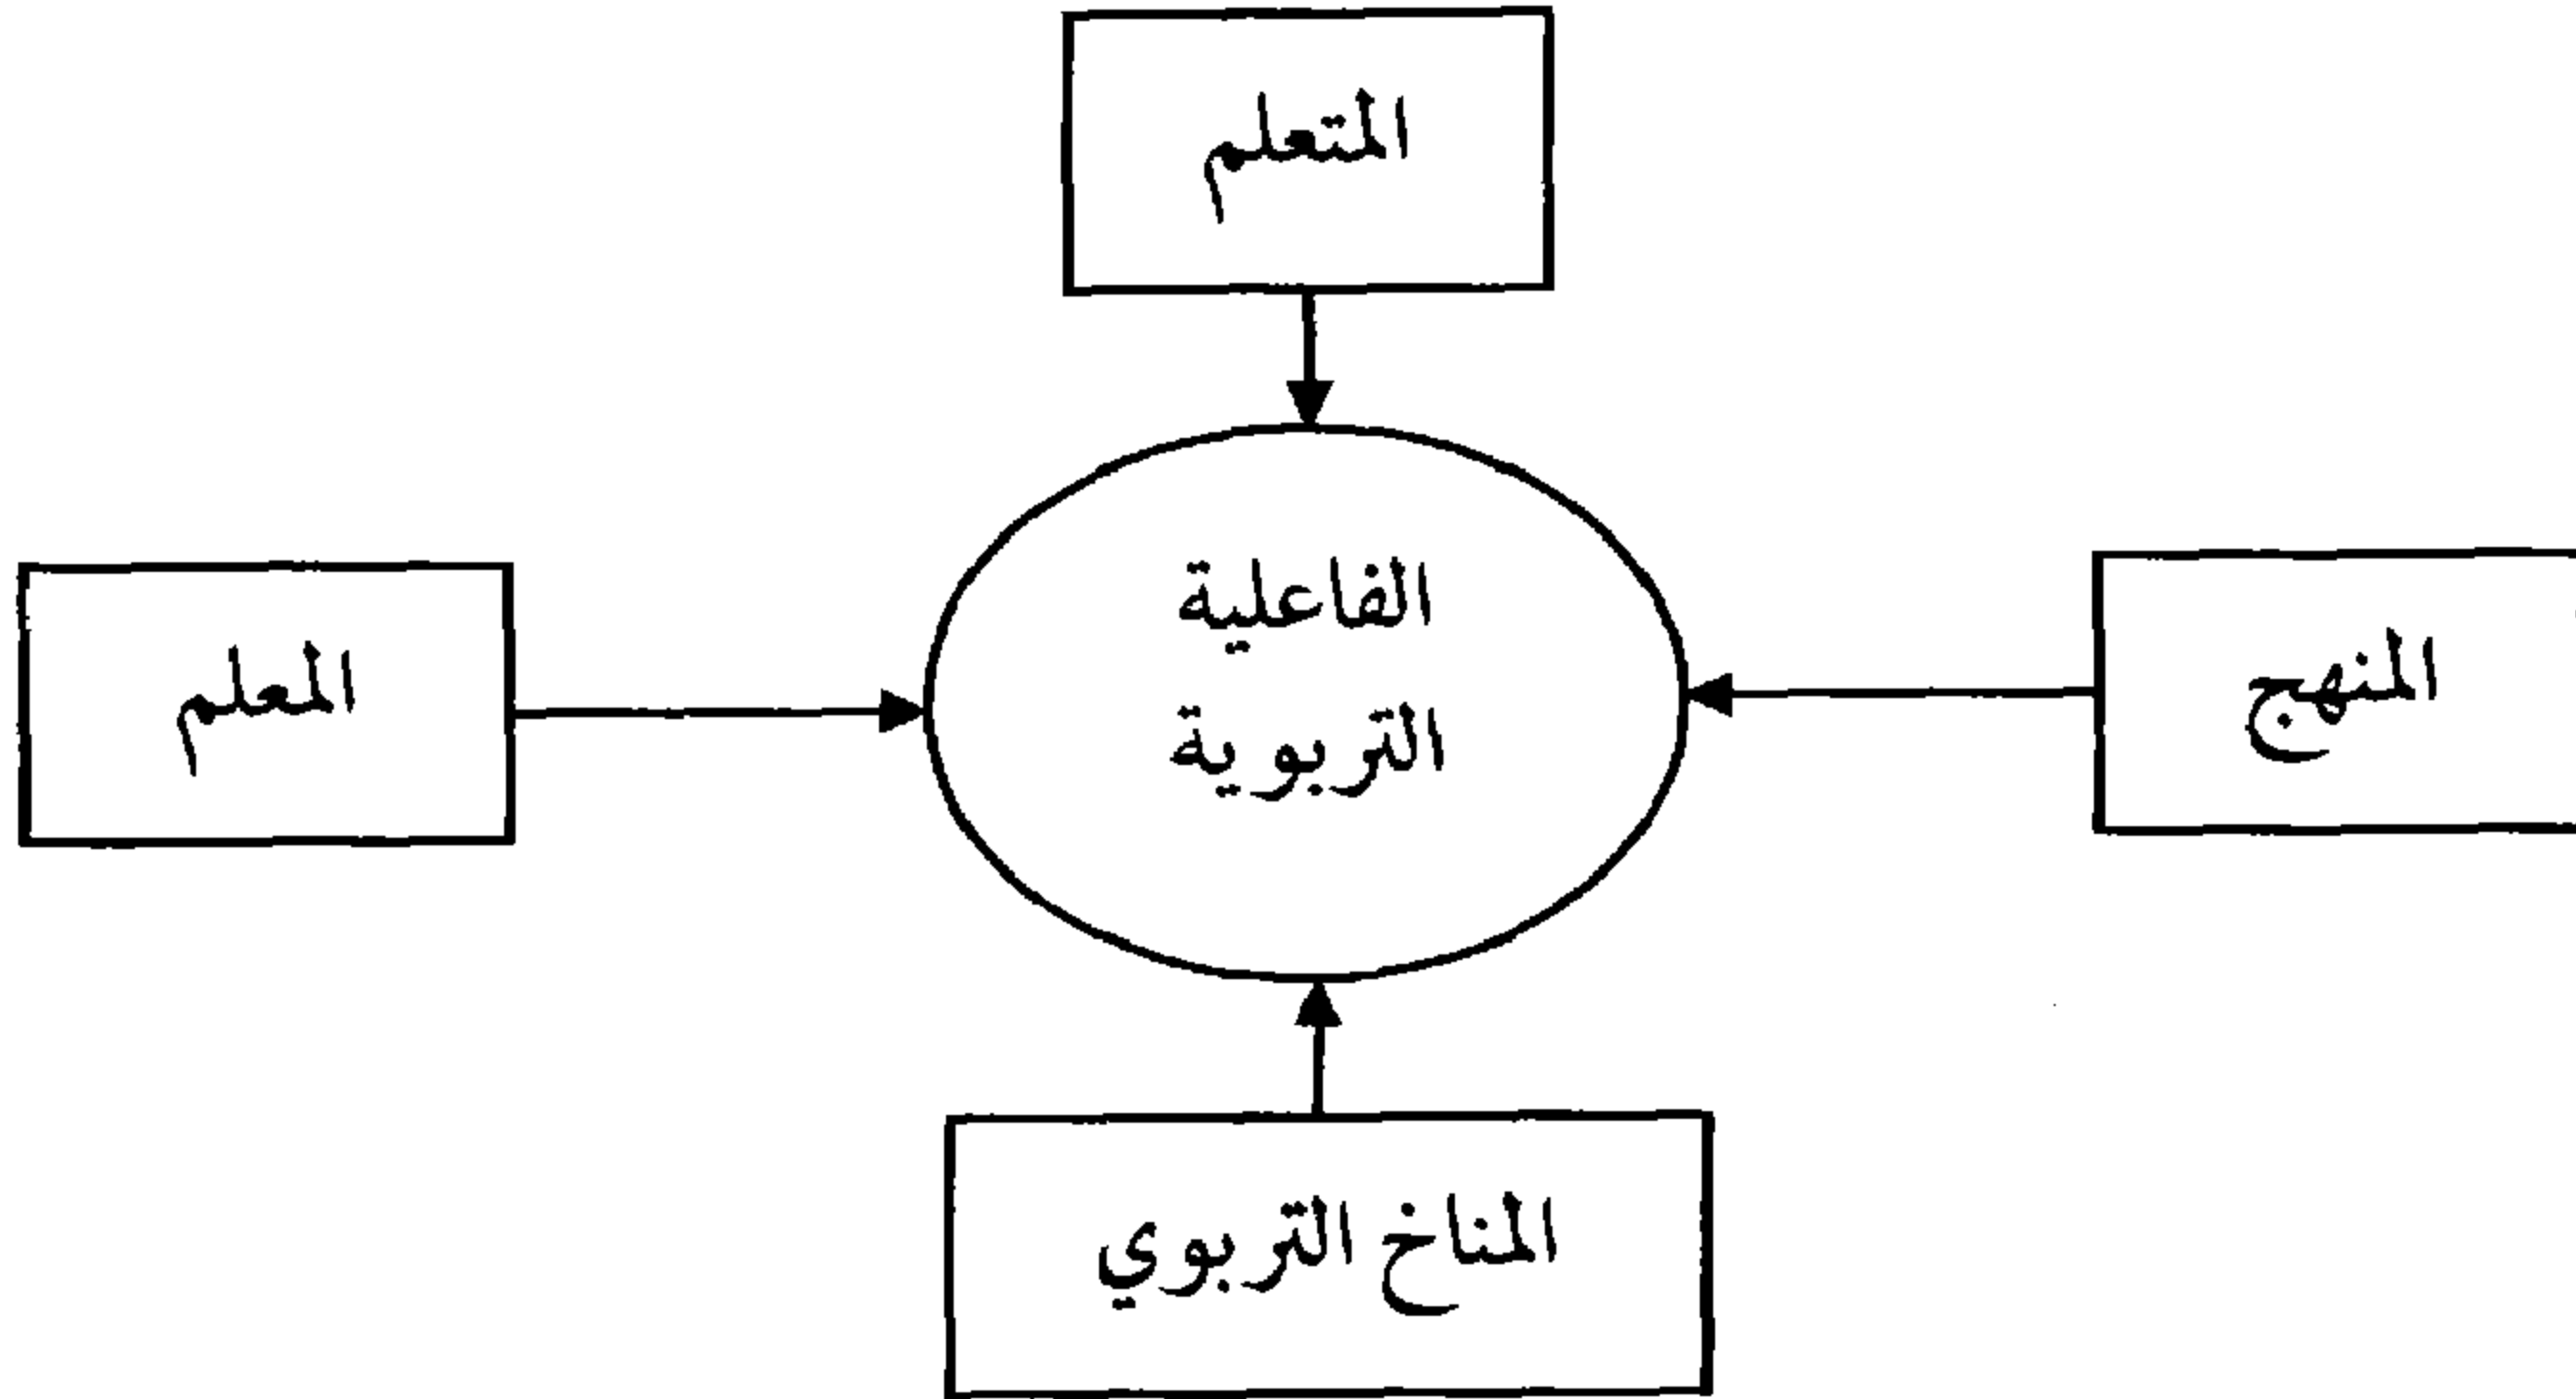 المتعلم
الفاعلية
التربوية
المنهج
المعلم
المناخ التربوي